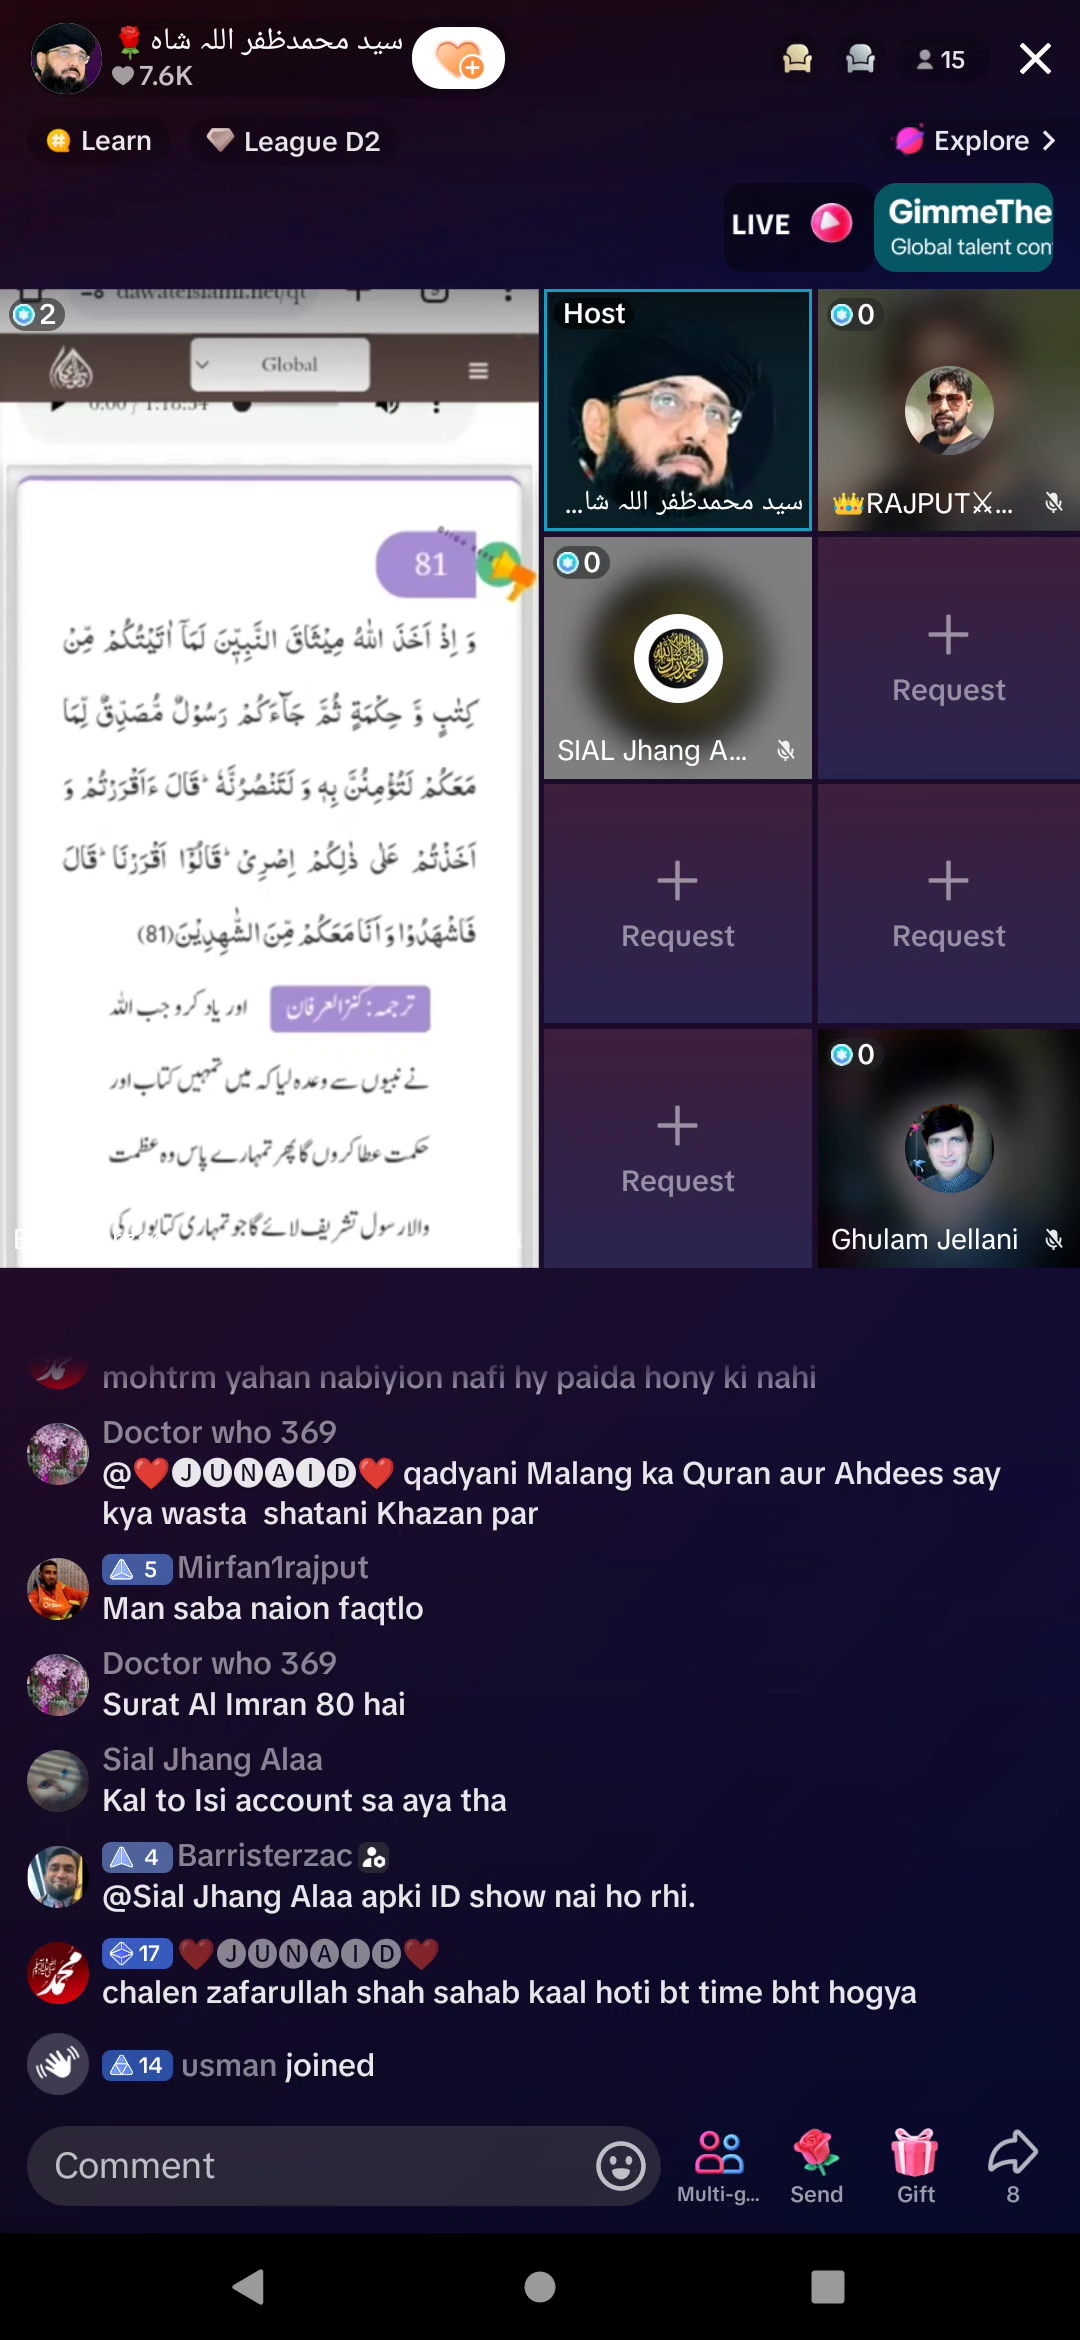 سید محمدظفر اللہ شاہ🌹
7.6K
15
Learn
League D2
Explore
LIVE
GimmeThe
Global talent con
2
dawateislami.net/qt
Global
0:00 / 1:18:34
81
وَ اِذْ اَخَذَ اللّٰهُ مِیْثَاقَ النَّبِیّٖنَ لَمَاۤ اٰتَیْتُكُمْ مِّنْ
كِتٰبٍ وَّ حِكْمَةٍ ثُمَّ جَآءَكُمْ رَسُوْلٌ مُّصَدِّقٌ لِّمَا
مَعَكُمْ لَتُؤْمِنُنَّ بِهٖ وَ لَتَنْصُرُنَّهٗؕ-قَالَ ءَاَقْرَرْتُمْ وَ
اَخَذْتُمْ عَلٰى ذٰلِكُمْ اِصْرِیْؕ-قَالُوْۤا اَقْرَرْنَاؕ-قَالَ
فَاشْهَدُوْا وَ اَنَا مَعَكُمْ مِّنَ الشّٰهِدِیْنَ(81)
ترجمہ: کنزالعرفان اور یاد کرو جب اللہ
نے نبیوں سے وعدہ لیا کہ میں تمہیں کتاب اور
حکمت عطا کروں گا پھر تمہارے پاس وہ عظمت
والا رسول تشریف لائے گا جو تمہاری کتابوں کی
Host
سید محمدظفر اللہ شا...
0
👑RAJPUT⚔...
0
SIAL Jhang A...
Request
Request
Request
Request
0
Ghulam Jellani
mohtrm yahan nabiyion nafi hy paida hony ki nahi
Doctor who 369
@❤️🅙🅤🅝🅐🅘🅓❤️ qadyani Malang ka Quran aur Ahdees say
kya wasta shatani Khazan par
5 Mirfan1rajput
Man saba naion faqtlo
Doctor who 369
Surat Al Imran 80 hai
Sial Jhang Alaa
Kal to Isi account sa aya tha
4 Barristerzac
@Sial Jhang Alaa apki ID show nai ho rhi.
17 ❤️🅙🅤🅝🅐🅘🅓❤️
chalen zafarullah shah sahab kaal hoti bt time bht hogya
14 usman joined
Comment
Multi-g...
Send
Gift
8